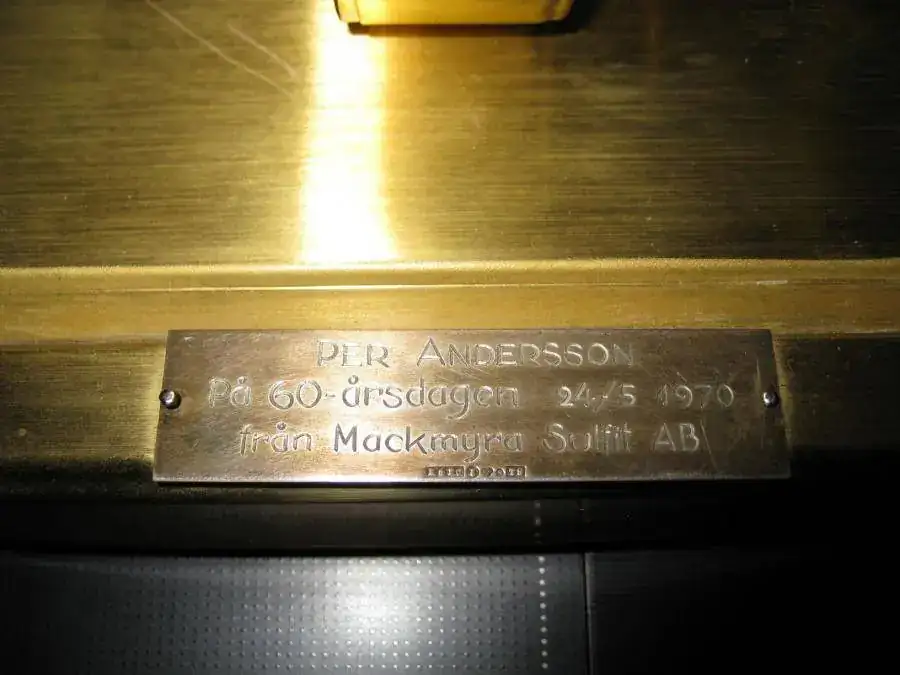 PER ANDERSSON
På 60-årsdagen 24/5 1970
från Mackmyra Sulfit AB